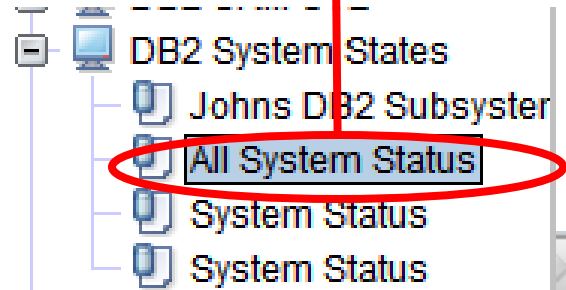 DB2 System States
Johns DB2 Subsyster
All System Status
System Status
System Status